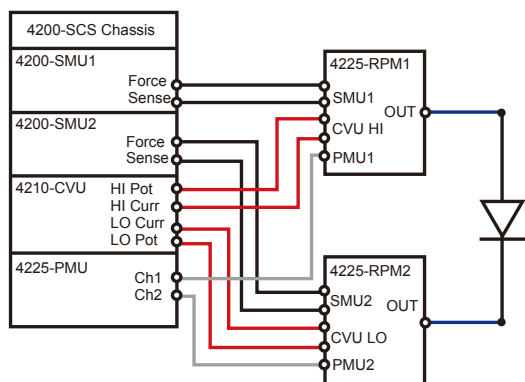 4200-SCS Chassis
4200-SMU1
Force
Sense
4200-SMU2
Force
Sense
4210-CVU
HI Pot
HI Curr
LO Curr
LO Pot
4225-PMU
Ch1
Ch2
4225-RPM1
SMU1
OUT
CVU HI
PMU1
4225-RPM2
SMU2
OUT
CVU LO
PMU2